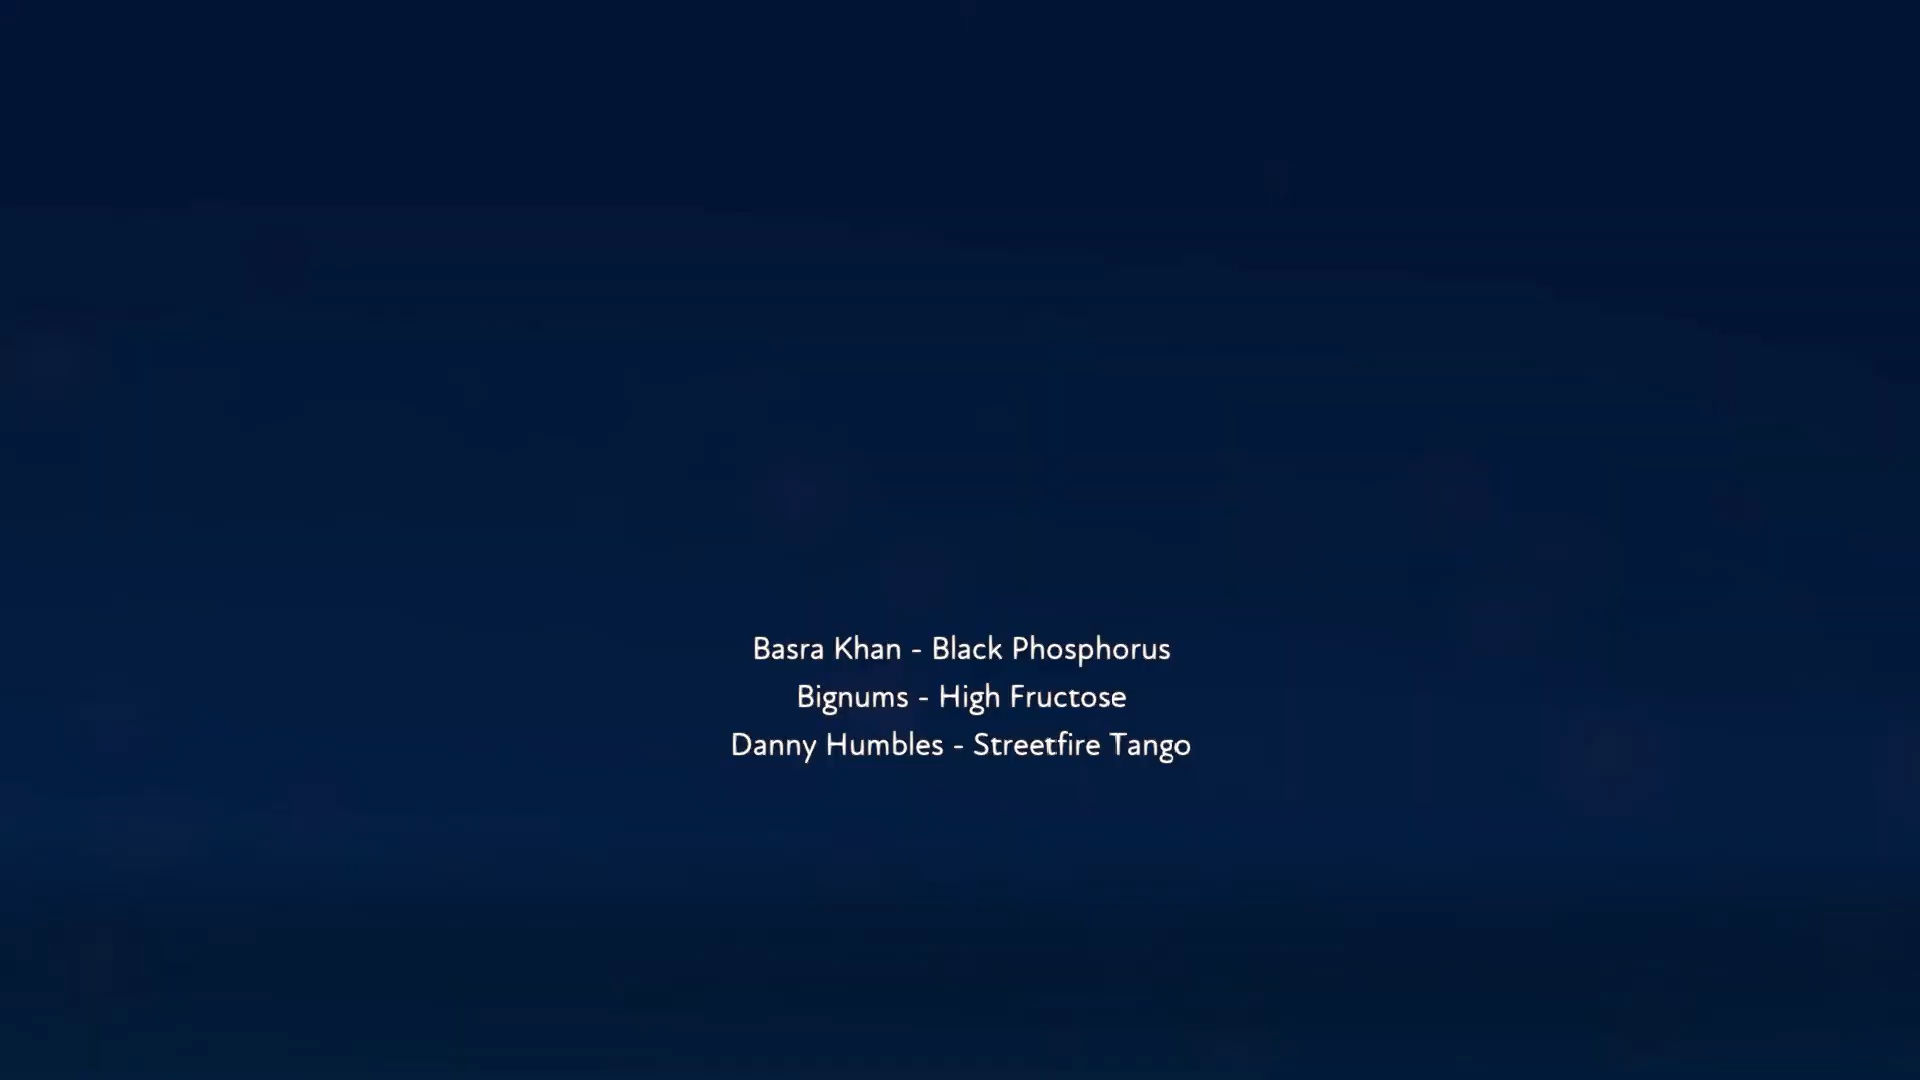 Basra Khan - Black Phosphorus
Bignums - High Fructose
Danny Humbles - Streetfire Tango